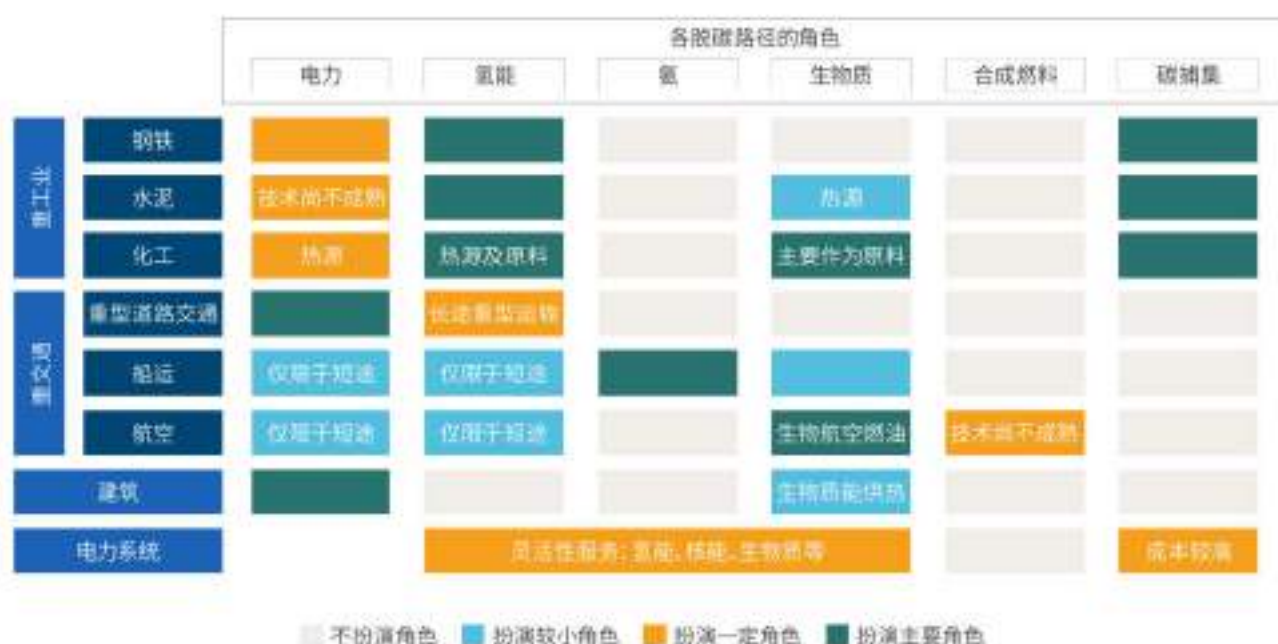 各脱碳路径的角色
电力 氢能 氨 生物质 合成燃料 碳捕集
重工业
钢铁
水泥 技术尚不成熟 热源
化工 热源 热源及原料 主要作为原料
重交通
重型道路交通 长途重型运输
船运 仅限于短途 仅限于短途
航空 仅限于短途 仅限于短途 生物航空燃油 技术尚不成熟
建筑 生物质能供热
电力系统 灵活性服务:氢能、核能、生物质等 成本较高
不扮演角色 扮演较小角色 扮演一定角色 扮演主要角色